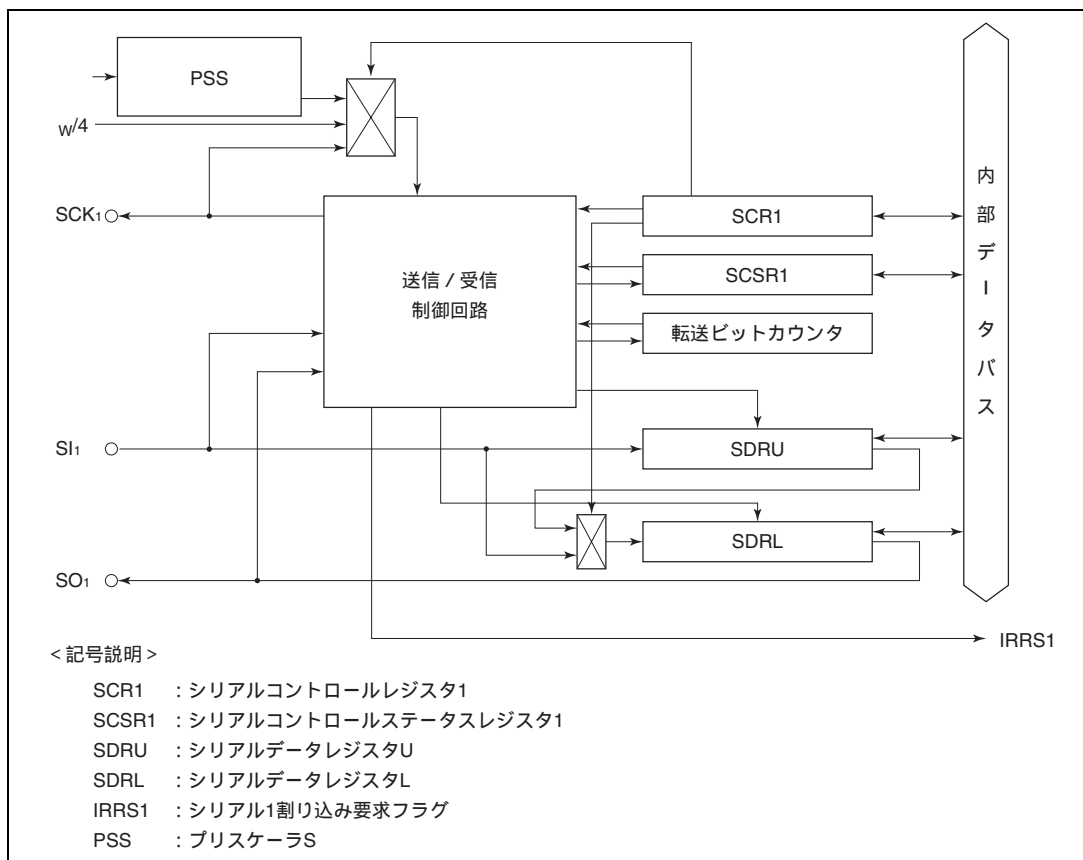 PSS
w/4
SCK1
送信 / 受信
制御回路
SCR1
SCSR1
転送ビットカウンタ
内部データバス
SI1
SDRU
SDRL
SO1
IRRS1
< 記号説明 >
SCR1 : シリアルコントロールレジスタ1
SCSR1 : シリアルコントロールステータスレジスタ1
SDRU : シリアルデータレジスタU
SDRL : シリアルデータレジスタL
IRRS1 : シリアル1割り込み要求フラグ
PSS : プリスケーラS